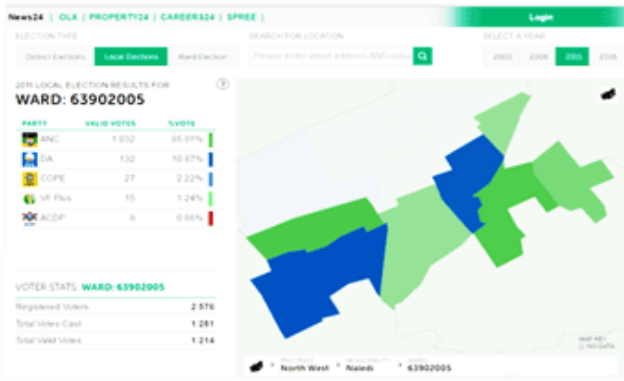 News24 | OLX | PROPERTY24 | CAREERS24 | SPREE |
Login
ELECTION TYPE
SEARCH FOR LOCATION
SELECT A YEAR
District Elections
Local Elections
Ward Election
Please enter street address AND
2000
2006
2011
2016
2011 LOCAL ELECTION RESULTS FOR
?
WARD: 63902005
PARTY VALID VOTES %VOTE
ANC 1 032 85.01%
DA 132 10.87%
COPE 27 2.22%
VF Plus 15 1.24%
ACDP 8 0.66%
VOTER STATS WARD: 63902005
Registered Voters 2 576
Total Votes Cast 1 281
Total Valid Votes 1 214
MAP KEY
NO DATA
PROVINCE MUNICIPALITY WARD
North West Naledi 63902005